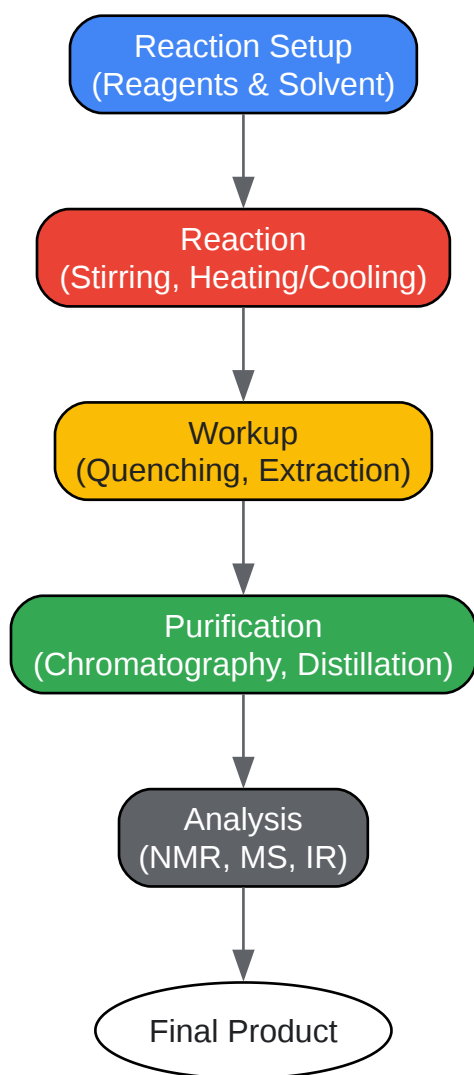 Reaction Setup
(Reagents & Solvent)
Reaction
(Stirring, Heating/Cooling)
Workup
(Quenching, Extraction)
Purification
(Chromatography, Distillation)
Analysis
(NMR, MS, IR)
Final Product